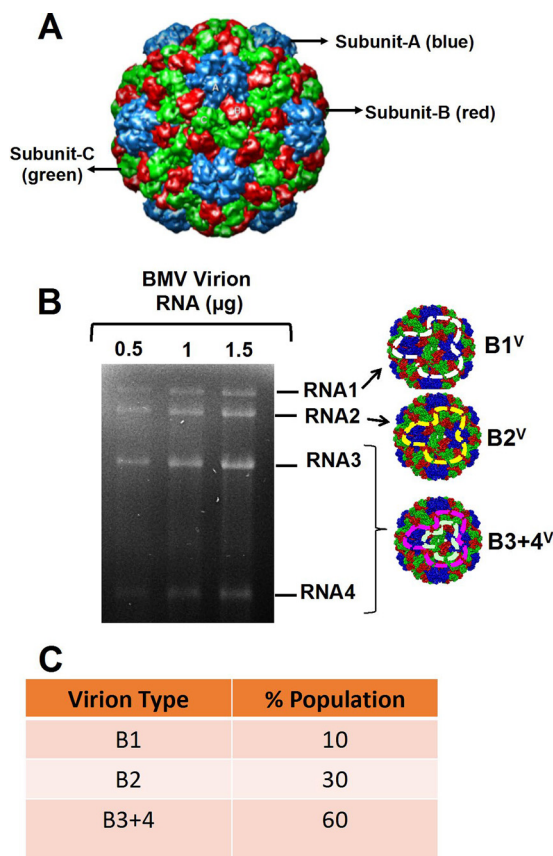 A
Subunit-A (blue)
A
B
C
Subunit-B (red)
Subunit-C
(green)
B
BMV Virion
RNA (µg)
0.5 1 1.5
RNA1
B1V
RNA2
B2V
RNA3
B3+4V
RNA4
C
Virion Type % Population
B1 10
B2 30
B3+4 60